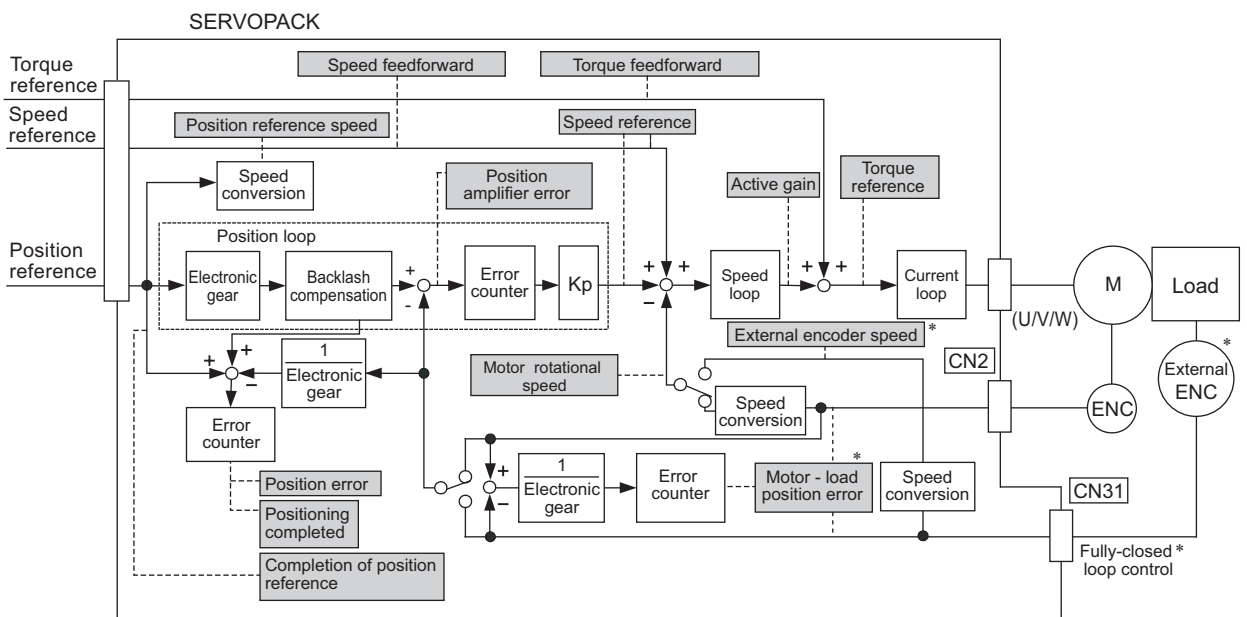 SERVOPACK
Torque
reference
Speed feedforward
Torque feedforward
Speed
reference
Position reference speed
Speed reference
Speed
conversion
Position
amplifier error
Active gain
Torque
reference
Position
reference
Position loop
Electronic
gear
Backlash
compensation
+
-
Error
counter
Kp
+
+
−
Speed
loop
+
+
Current
loop
M
Load
(U/V/W)
External encoder speed *
CN2
*
External
ENC
+
+
−
1
Electronic
gear
Motor rotational
speed
Speed
conversion
ENC
Error
counter
+
−
1
Electronic
gear
Error
counter
*
Motor - load
position error
Speed
conversion
CN31
Position error
Positioning
completed
Completion of position
reference
Fully-closed *
loop control